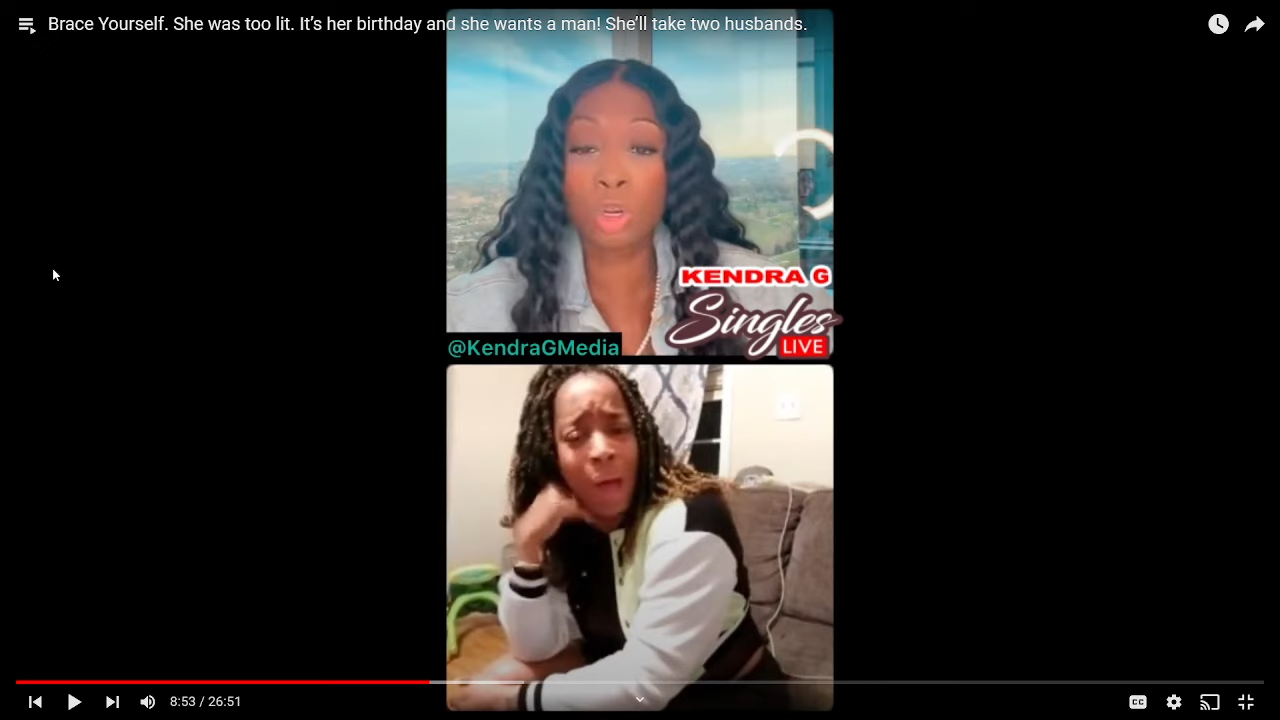 Brace Yourself. She was too lit. It’s her birthday and she wants a man! She’ll take two husbands.
KENDRA G
Singles
LIVE
@KendraGMedia
8:53 / 26:51
CC